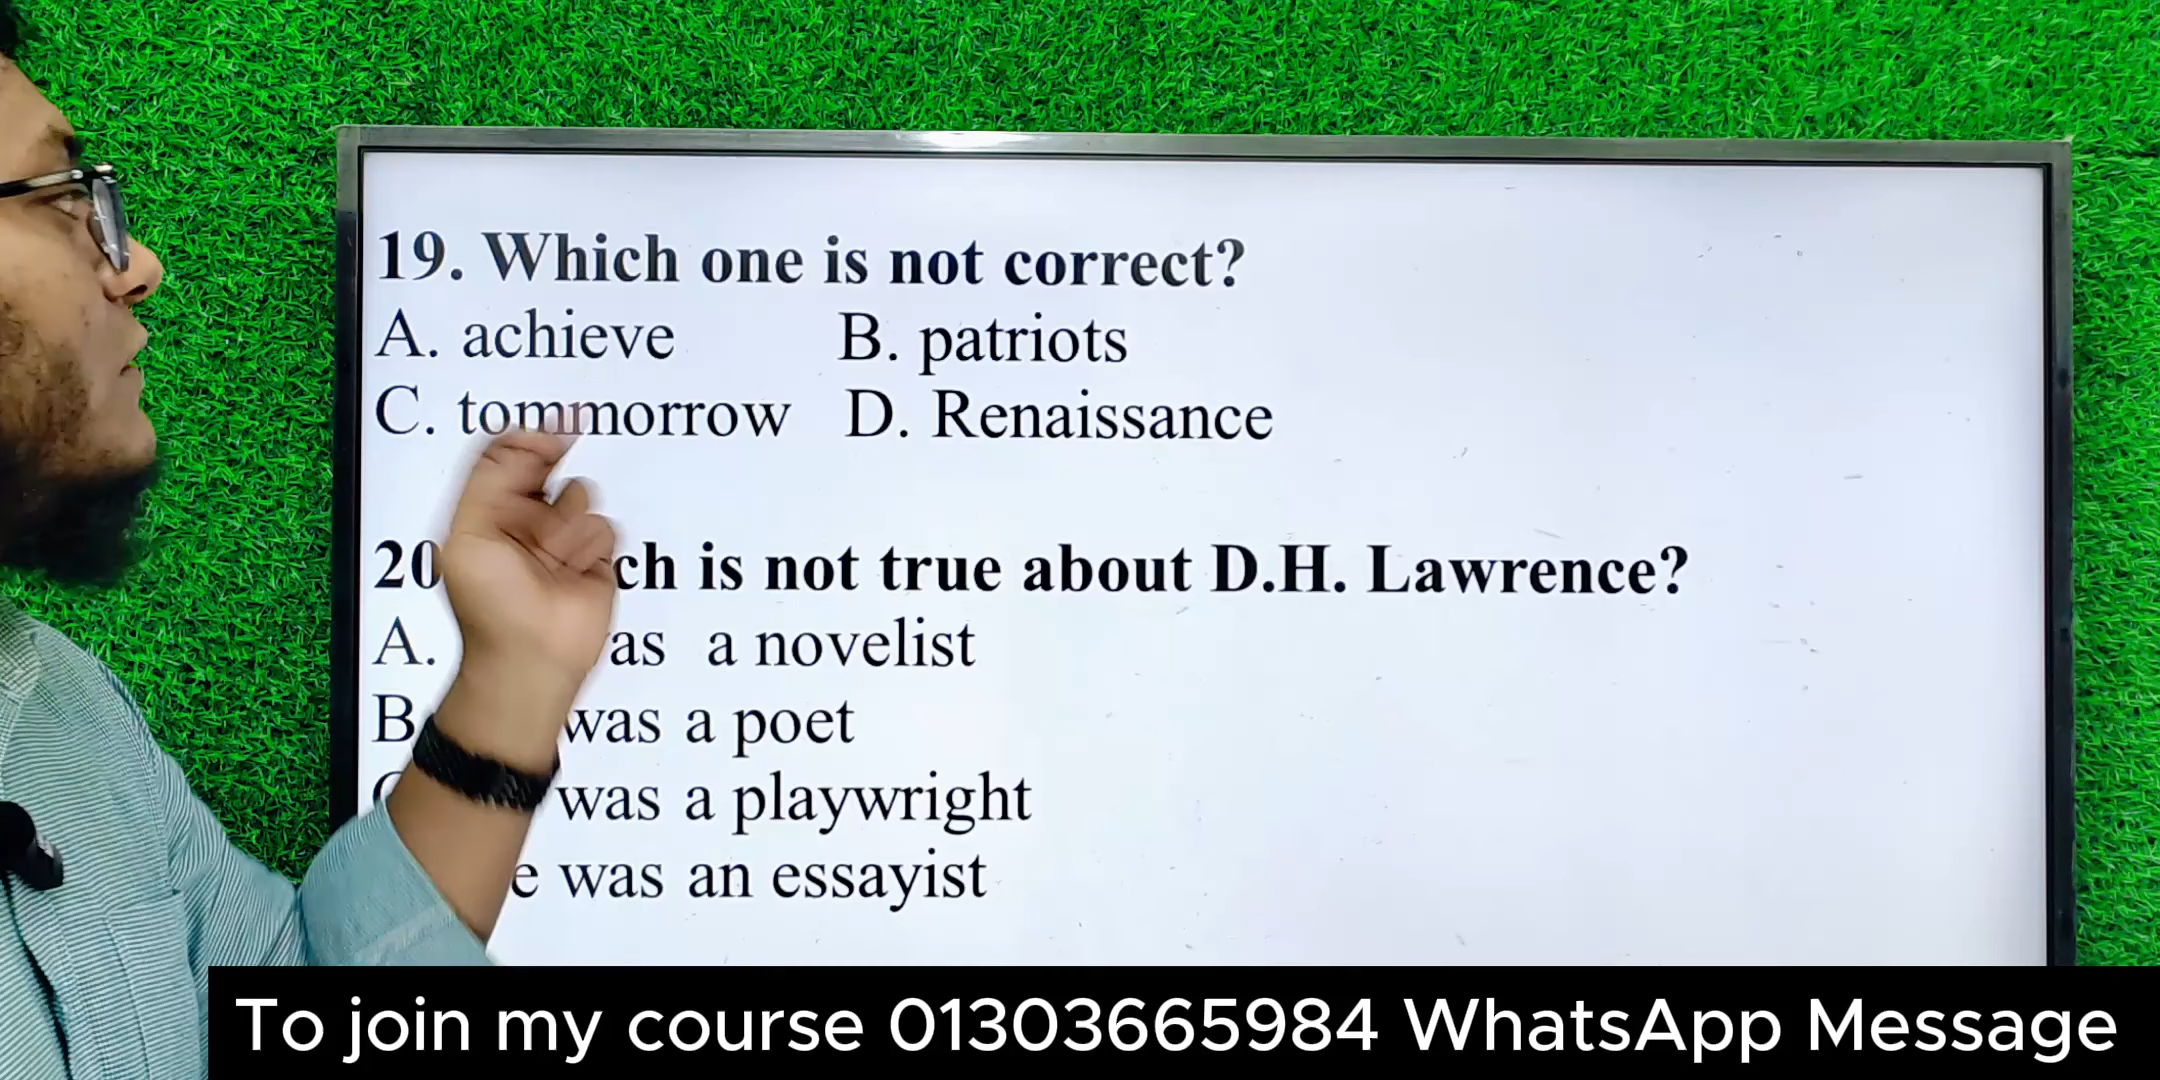 19. Which one is not correct?
A. achieve B. patriots
C. tommorrow D. Renaissance
20 ch is not true about D.H. Lawrence?
A. as a novelist
B was a poet
was a playwright
e was an essayist
To join my course 01303665984 WhatsApp Message